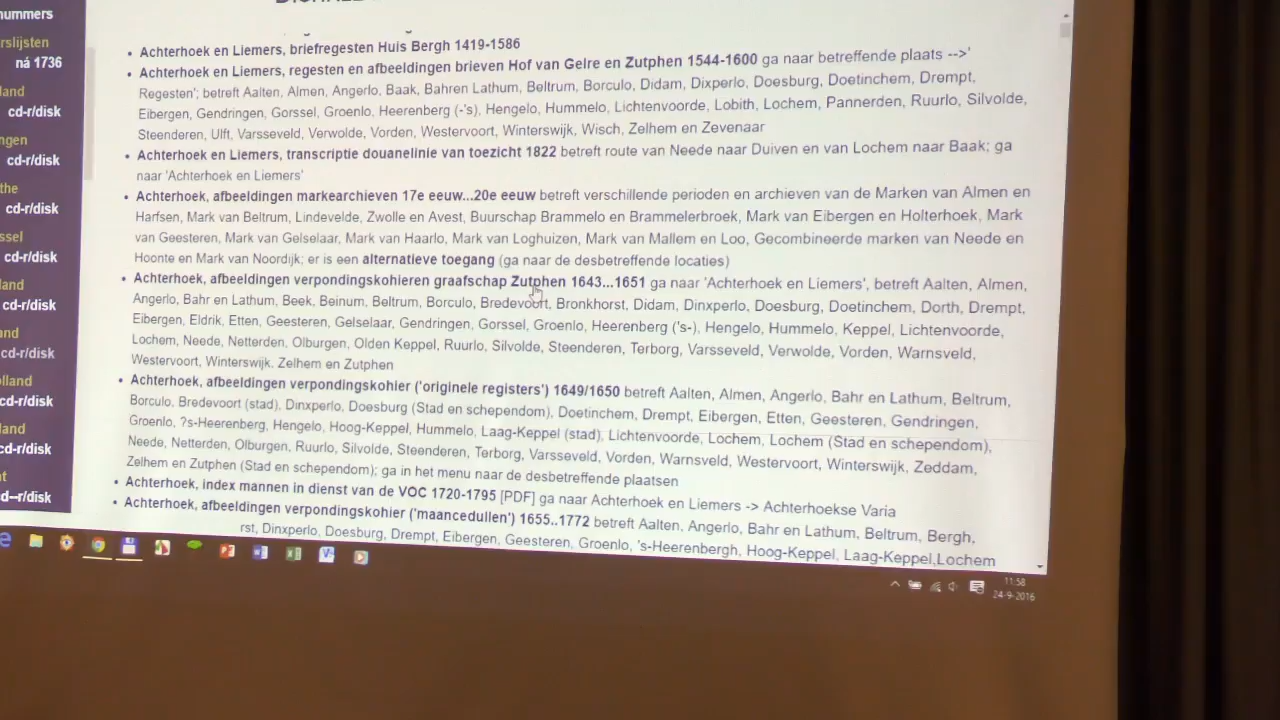 nummers
rslijsten
ná 1736
land
cd-r/disk
ngen
cd-r/disk
the
cd-r/disk
ssel
cd-r/disk
land
cd-r/disk
and
cd-r/disk
olland
cd-r/disk
land
cd-r/disk
t
cd--r/disk
• Achterhoek en Liemers, briefregesten Huis Bergh 1419-1586
• Achterhoek en Liemers, regesten en afbeeldingen brieven Hof van Gelre en Zutphen 1544-1600 ga naar betreffende plaats -->'
Regesten'; betreft Aalten, Almen, Angerlo, Baak, Bahren Lathum, Beltrum, Borculo, Didam, Dixperlo, Doesburg, Doetinchem, Drempt,
Eibergen, Gendringen, Gorssel, Groenlo, Heerenberg (-'s), Hengelo, Hummelo, Lichtenvoorde, Lobith, Lochem, Pannerden, Ruurlo, Silvolde,
Steenderen, Ulft, Varsseveld, Verwolde, Vorden, Westervoort, Winterswijk, Wisch, Zelhem en Zevenaar
• Achterhoek en Liemers, transcriptie douanelinie van toezicht 1822 betreft route van Neede naar Duiven en van Lochem naar Baak; ga
naar 'Achterhoek en Liemers'
• Achterhoek, afbeeldingen markearchieven 17e eeuw...20e eeuw betreft verschillende perioden en archieven van de Marken van Almen en
Harfsen, Mark van Beltrum, Lindevelde, Zwolle en Avest, Buurschap Brammelo en Brammelerbroek, Mark van Eibergen en Holterhoek, Mark
van Geesteren, Mark van Gelselaar, Mark van Haarlo, Mark van Loghuizen, Mark van Mallem en Loo, Gecombineerde marken van Neede en
Hoonte en Mark van Noordijk; er is een alternatieve toegang (ga naar de desbetreffende locaties)
• Achterhoek, afbeeldingen verpondingskohieren graafschap Zutphen 1643...1651 ga naar 'Achterhoek en Liemers', betreft Aalten, Almen,
Angerlo, Bahr en Lathum, Beek, Beinum, Beltrum, Borculo, Bredevoort, Bronkhorst, Didam, Dinxperlo, Doesburg, Doetinchem, Dorth, Drempt,
Eibergen, Eldrik, Etten, Geesteren, Gelselaar, Gendringen, Gorssel, Groenlo, Heerenberg ('s-), Hengelo, Hummelo, Keppel, Lichtenvoorde,
Lochem, Neede, Netterden, Olburgen, Olden Keppel, Ruurlo, Silvolde, Steenderen, Terborg, Varsseveld, Verwolde, Vorden, Warnsveld,
Westervoort, Winterswijk. Zelhem en Zutphen
• Achterhoek, afbeeldingen verpondingskohier ('originele registers') 1649/1650 betreft Aalten, Almen, Angerlo, Bahr en Lathum, Beltrum,
Borculo, Bredevoort (stad), Dinxperlo, Doesburg (Stad en schependom), Doetinchem, Drempt, Eibergen, Etten, Geesteren, Gendringen,
Groenlo, ?s-Heerenberg, Hengelo, Hoog-Keppel, Hummelo, Laag-Keppel (stad), Lichtenvoorde, Lochem, Lochem (Stad en schependom),
Neede, Netterden, Olburgen, Ruurlo, Silvolde, Steenderen, Terborg, Varsseveld, Vorden, Warnsveld, Westervoort, Winterswijk, Zeddam,
Zelhem en Zutphen (Stad en schependom); ga in het menu naar de desbetreffende plaatsen
• Achterhoek, index mannen in dienst van de VOC 1720-1795 [PDF] ga naar Achterhoek en Liemers -> Achterhoekse Varia
• Achterhoek, afbeeldingen verpondingskohier ('maancedullen') 1655..1772 betreft Aalten, Angerlo, Bahr en Lathum, Beltrum, Bergh,
rst, Dinxperlo, Doesburg, Drempt, Eibergen, Geesteren, Groenlo, 's-Heerenbergh, Hoog-Keppel, Laag-Keppel,Lochem
11:58
24-9-2016